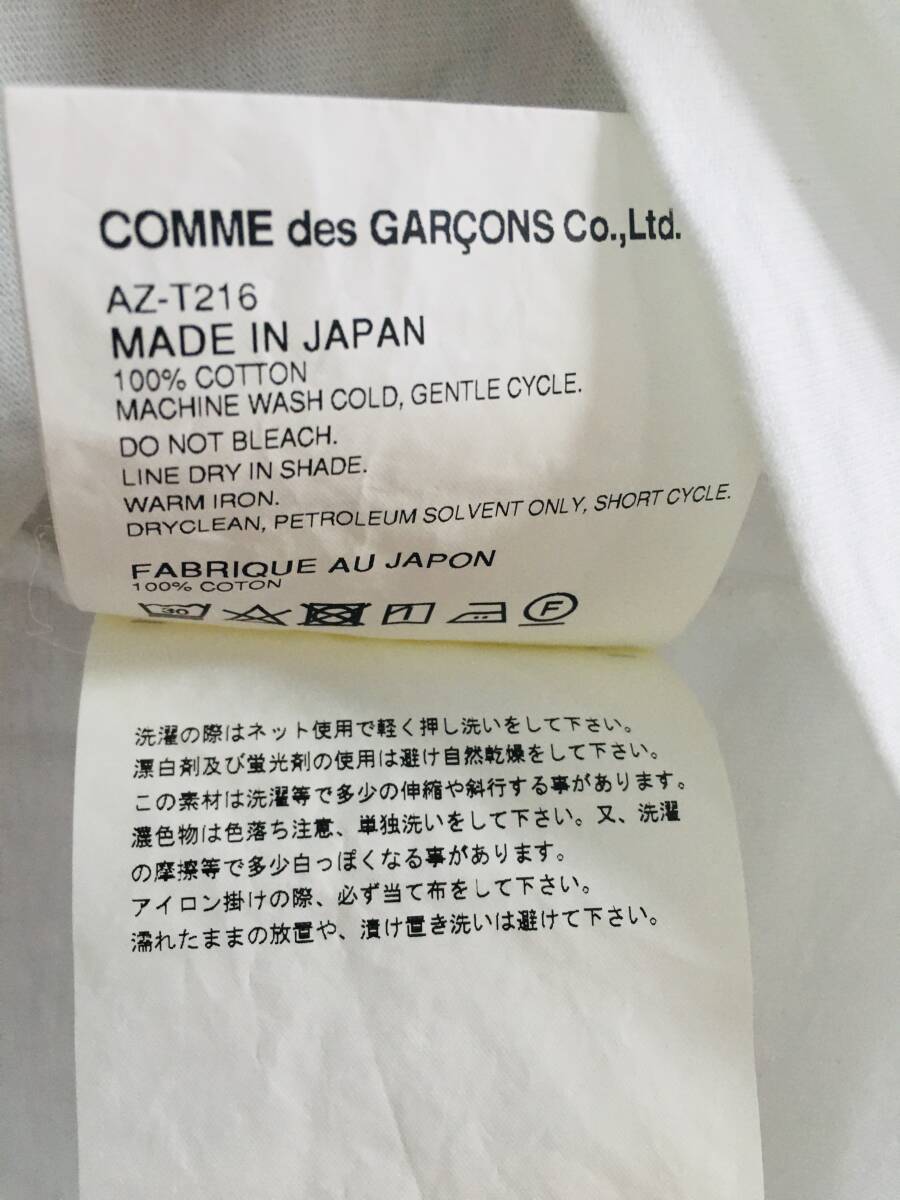 COMME des GARÇONS Co.,Ltd.
AZ-T216
MADE IN JAPAN
100% COTTON
MACHINE WASH COLD, GENTLE CYCLE.
DO NOT BLEACH.
LINE DRY IN SHADE.
WARM IRON.
DRYCLEAN, PETROLEUM SOLVENT ONLY, SHORT CYCLE.
FABRIQUE AU JAPON
100% COTON
30 F
洗濯の際はネット使用で軽く押し洗いをして下さい。
漂白剤及び蛍光剤の使用は避け自然乾燥をして下さい。
この素材は洗濯等で多少の伸縮や斜行する事があります。
濃色物は色落ち注意、単独洗いをして下さい。又、洗濯
の摩擦等で多少白っぽくなる事があります。
アイロン掛けの際、必ず当て布をして下さい。
濡れたままの放置や、漬け置き洗いは避けて下さい。